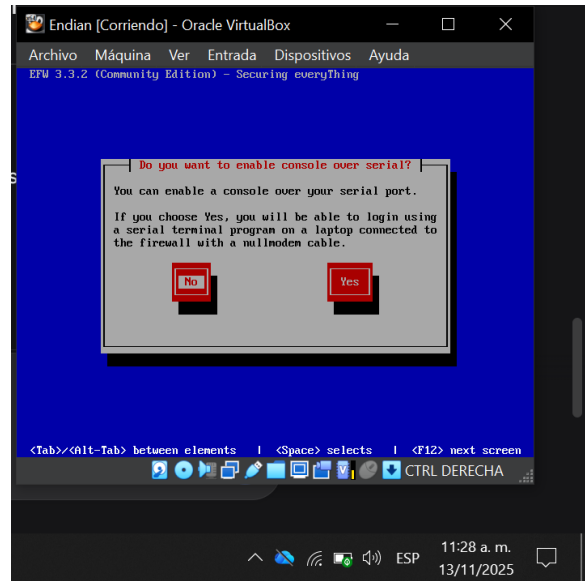 Endian [Corriendo] - Oracle VirtualBox
Archivo Máquina Ver Entrada Dispositivos Ayuda
EFW 3.3.2 (Community Edition) - Securing everyThing
Do you want to enable console over serial?
You can enable a console over your serial port.
If you choose Yes, you will be able to login using
a serial terminal program on a laptop connected to
the firewall with a nullmodem cable.
No Yes
<Tab>/<Alt-Tab> between elements | <Space> selects | <F12> next screen
CTRL DERECHA
ESP 11:28 a. m.
13/11/2025